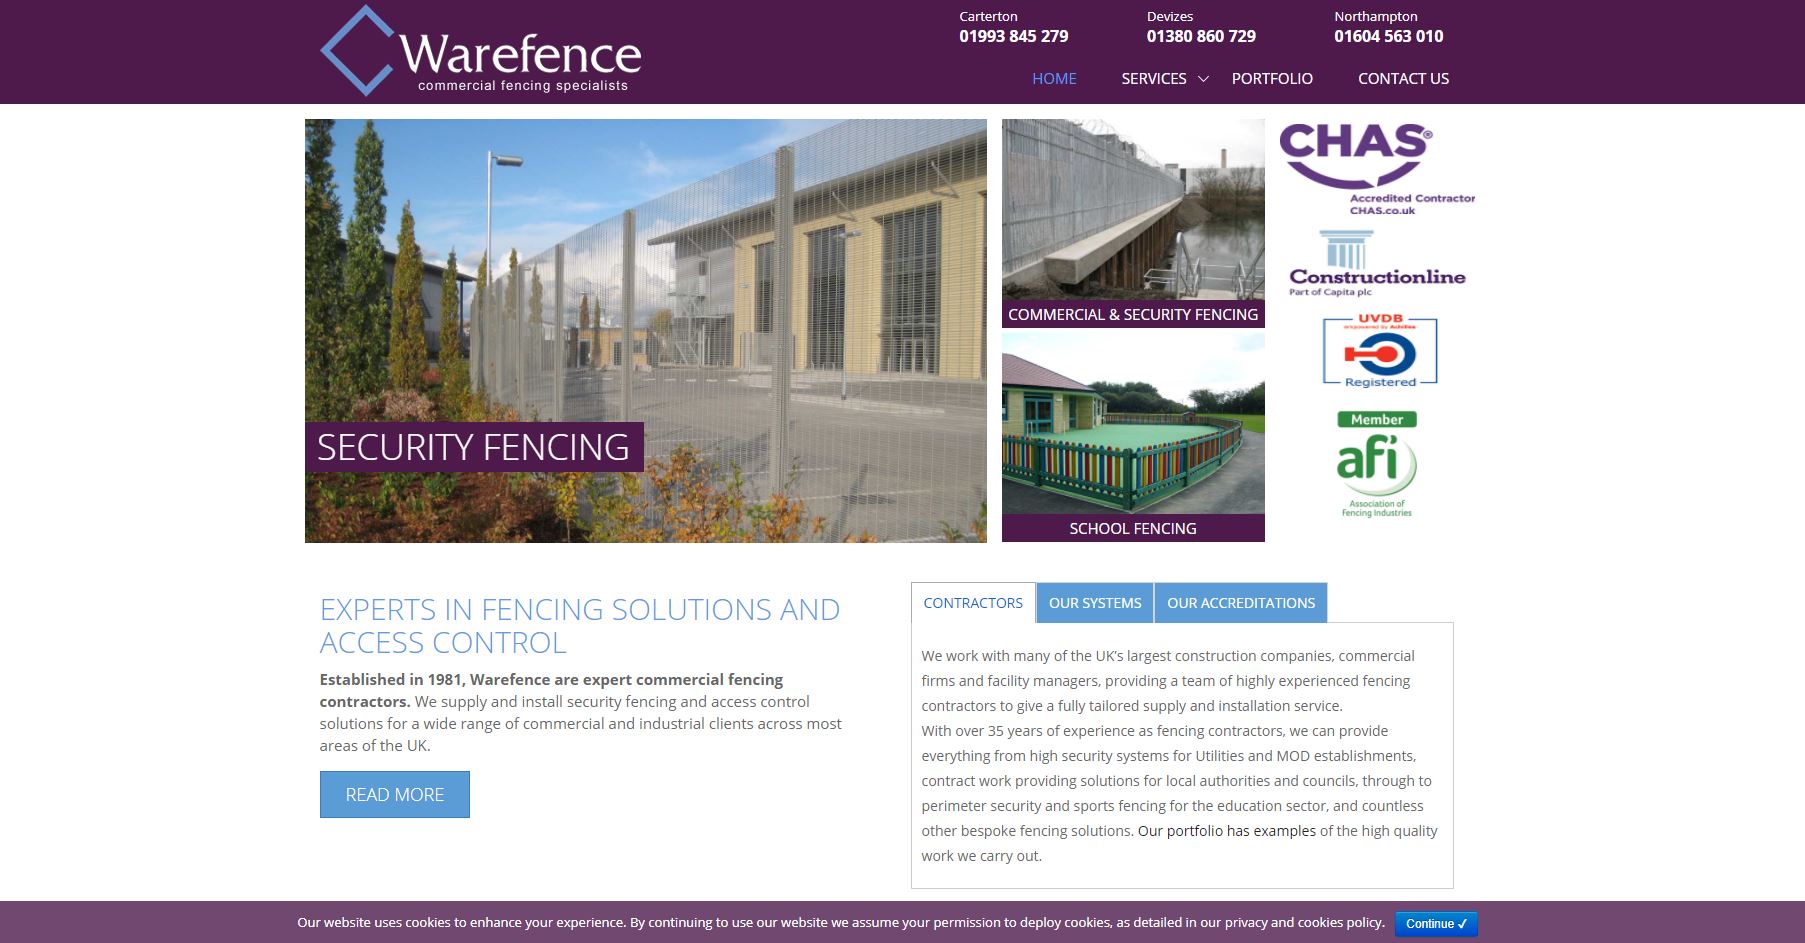 Warefence
commercial fencing specialists
Carterton
01993 845 279
Devizes
01380 860 729
Northampton
01604 563 010
HOME
SERVICES
PORTFOLIO
CONTACT US
SECURITY FENCING
COMMERCIAL & SECURITY FENCING
SCHOOL FENCING
CHAS®
Accredited Contractor
CHAS.co.uk
Constructionline
Part of Capita plc
UVDB
empowered by Achilles
Registered
Member
afi
Association of
Fencing Industries
EXPERTS IN FENCING SOLUTIONS AND
ACCESS CONTROL
Established in 1981, Warefence are expert commercial fencing
contractors. We supply and install security fencing and access control
solutions for a wide range of commercial and industrial clients across most
areas of the UK.
READ MORE
CONTRACTORS
OUR SYSTEMS
OUR ACCREDITATIONS
We work with many of the UK's largest construction companies, commercial
firms and facility managers, providing a team of highly experienced fencing
contractors to give a fully tailored supply and installation service.
With over 35 years of experience as fencing contractors, we can provide
everything from high security systems for Utilities and MOD establishments,
contract work providing solutions for local authorities and councils, through to
perimeter security and sports fencing for the education sector, and countless
other bespoke fencing solutions. Our portfolio has examples of the high quality
work we carry out.
Our website uses cookies to enhance your experience. By continuing to use our website we assume your permission to deploy cookies, as detailed in our privacy and cookies policy.
Continue ✓